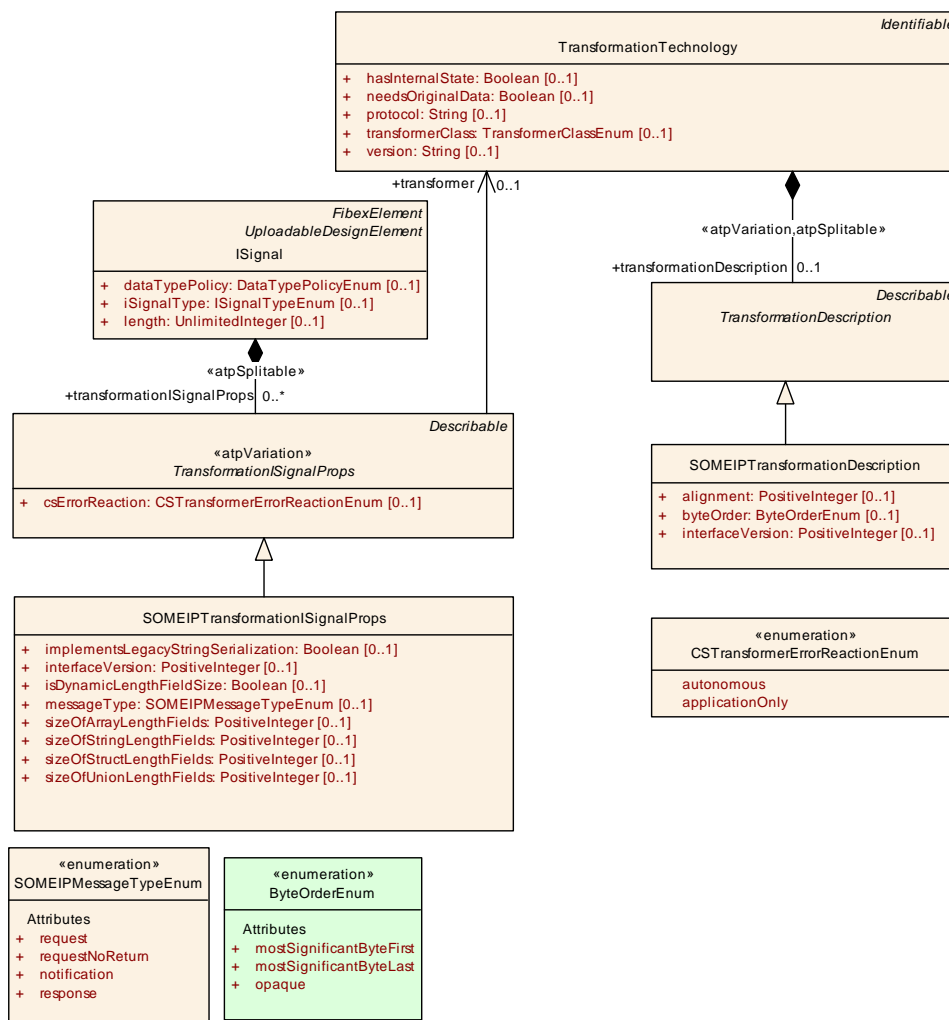 Identifiable
TransformationTechnology
+ hasInternalState: Boolean [0..1]
+ needsOriginalData: Boolean [0..1]
+ protocol: String [0..1]
+ transformerClass: TransformerClassEnum [0..1]
+ version: String [0..1]
+transformer 0..1
«atpVariation,atpSplitable»
+transformationDescription 0..1
FibexElement
UploadableDesignElement
ISignal
+ dataTypePolicy: DataTypePolicyEnum [0..1]
+ iSignalType: ISignalTypeEnum [0..1]
+ length: UnlimitedInteger [0..1]
«atpSplitable»
+transformationISignalProps 0..*
Describable
TransformationDescription
Describable
«atpVariation»
TransformationISignalProps
+ csErrorReaction: CSTransformerErrorReactionEnum [0..1]
SOMEIPTransformationDescription
+ alignment: PositiveInteger [0..1]
+ byteOrder: ByteOrderEnum [0..1]
+ interfaceVersion: PositiveInteger [0..1]
SOMEIPTransformationISignalProps
+ implementsLegacyStringSerialization: Boolean [0..1]
+ interfaceVersion: PositiveInteger [0..1]
+ isDynamicLengthFieldSize: Boolean [0..1]
+ messageType: SOMEIPMessageTypeEnum [0..1]
+ sizeOfArrayLengthFields: PositiveInteger [0..1]
+ sizeOfStringLengthFields: PositiveInteger [0..1]
+ sizeOfStructLengthFields: PositiveInteger [0..1]
+ sizeOfUnionLengthFields: PositiveInteger [0..1]
«enumeration»
CSTransformerErrorReactionEnum
autonomous
applicationOnly
«enumeration»
SOMEIPMessageTypeEnum
Attributes
+ request
+ requestNoReturn
+ notification
+ response
«enumeration»
ByteOrderEnum
Attributes
+ mostSignificantByteFirst
+ mostSignificantByteLast
+ opaque